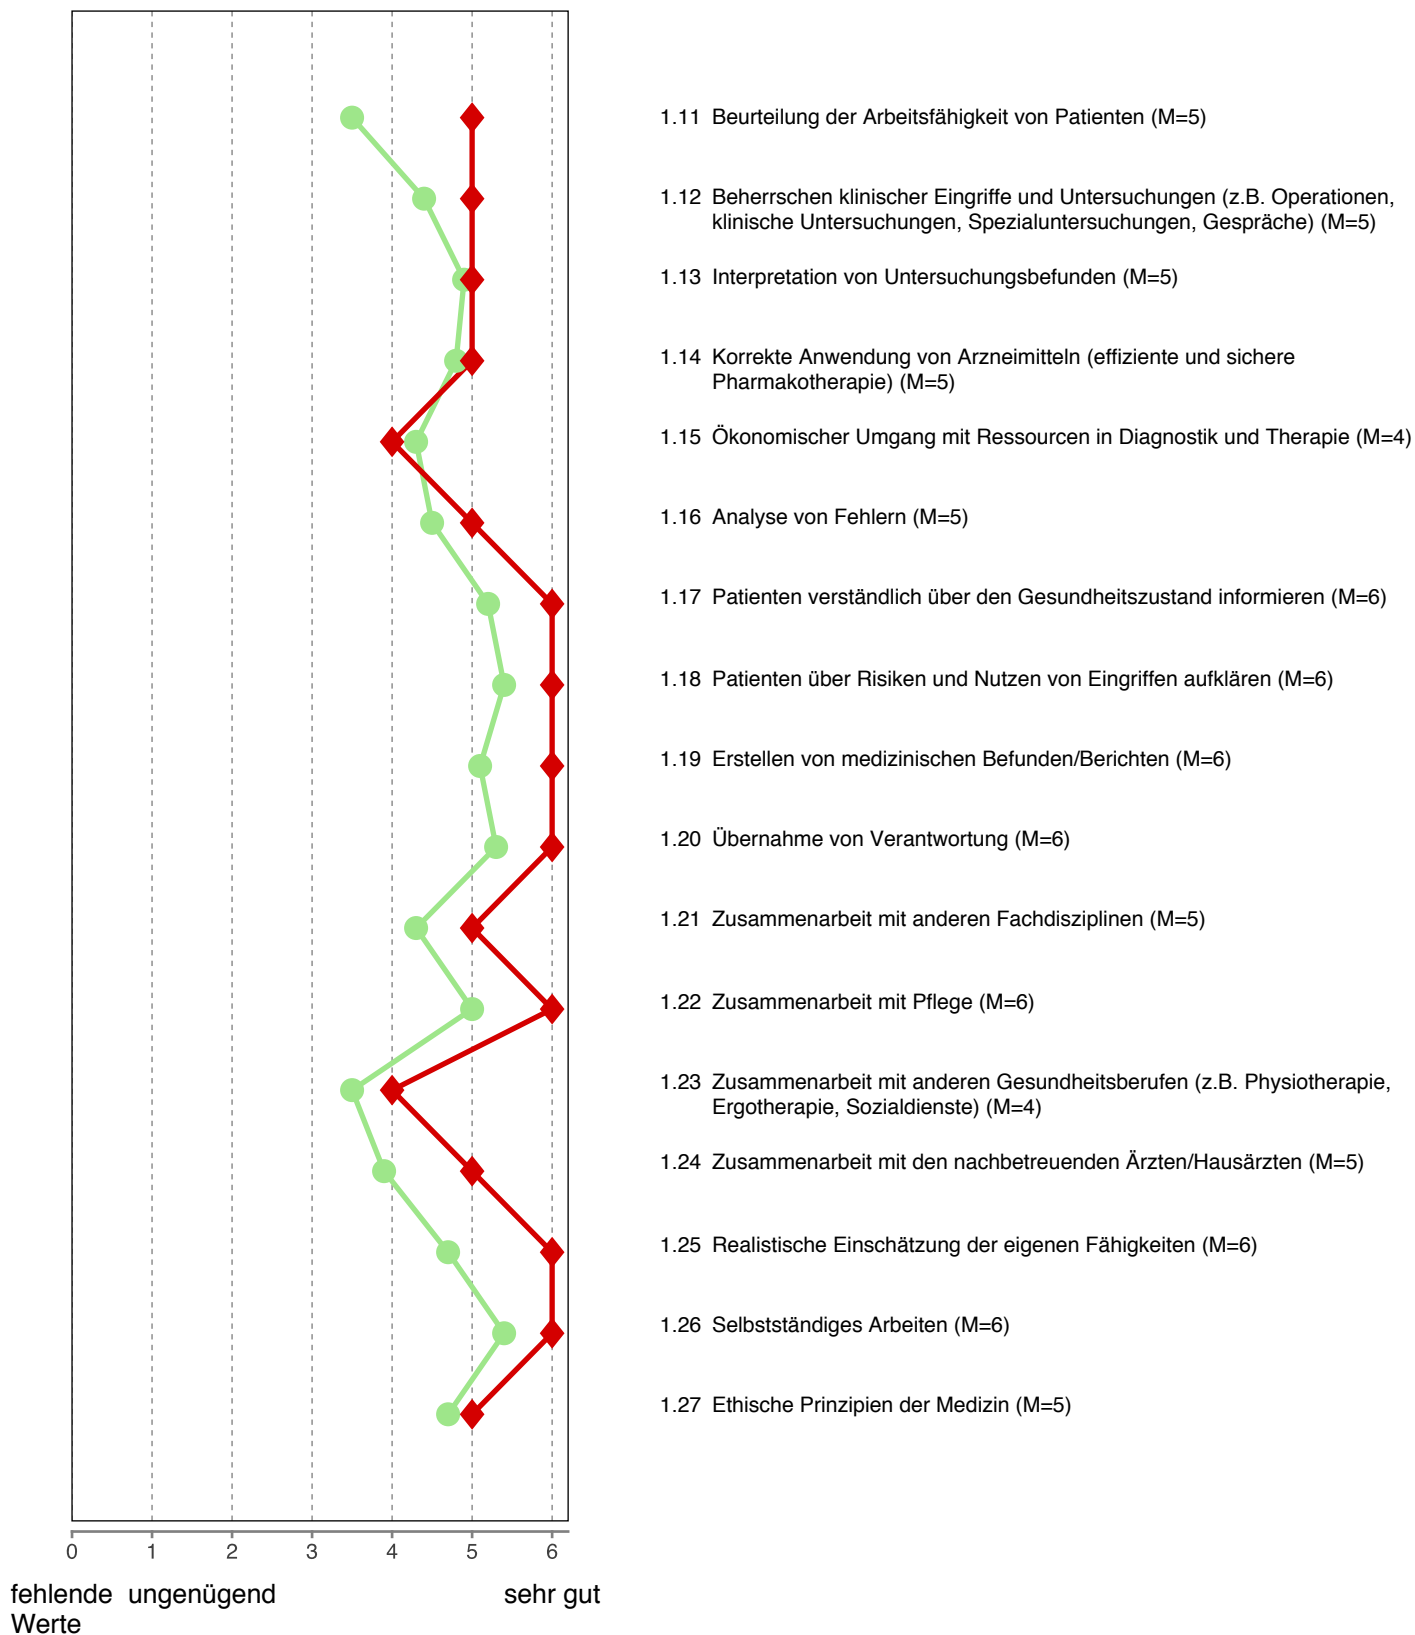 1.11 Beurteilung der Arbeitsfähigkeit von Patienten (M=5)
1.12 Beherrschen klinischer Eingriffe und Untersuchungen (z.B. Operationen,
klinische Untersuchungen, Spezialuntersuchungen, Gespräche) (M=5)
1.13 Interpretation von Untersuchungsbefunden (M=5)
1.14 Korrekte Anwendung von Arzneimitteln (effiziente und sichere
Pharmakotherapie) (M=5)
1.15 Ökonomischer Umgang mit Ressourcen in Diagnostik und Therapie (M=4)
1.16 Analyse von Fehlern (M=5)
1.17 Patienten verständlich über den Gesundheitszustand informieren (M=6)
1.18 Patienten über Risiken und Nutzen von Eingriffen aufklären (M=6)
1.19 Erstellen von medizinischen Befunden/Berichten (M=6)
1.20 Übernahme von Verantwortung (M=6)
1.21 Zusammenarbeit mit anderen Fachdisziplinen (M=5)
1.22 Zusammenarbeit mit Pflege (M=6)
1.23 Zusammenarbeit mit anderen Gesundheitsberufen (z.B. Physiotherapie,
Ergotherapie, Sozialdienste) (M=4)
1.24 Zusammenarbeit mit den nachbetreuenden Ärzten/Hausärzten (M=5)
1.25 Realistische Einschätzung der eigenen Fähigkeiten (M=6)
1.26 Selbstständiges Arbeiten (M=6)
1.27 Ethische Prinzipien der Medizin (M=5)
0 1 2 3 4 5 6
fehlende ungenügend sehr gut
Werte